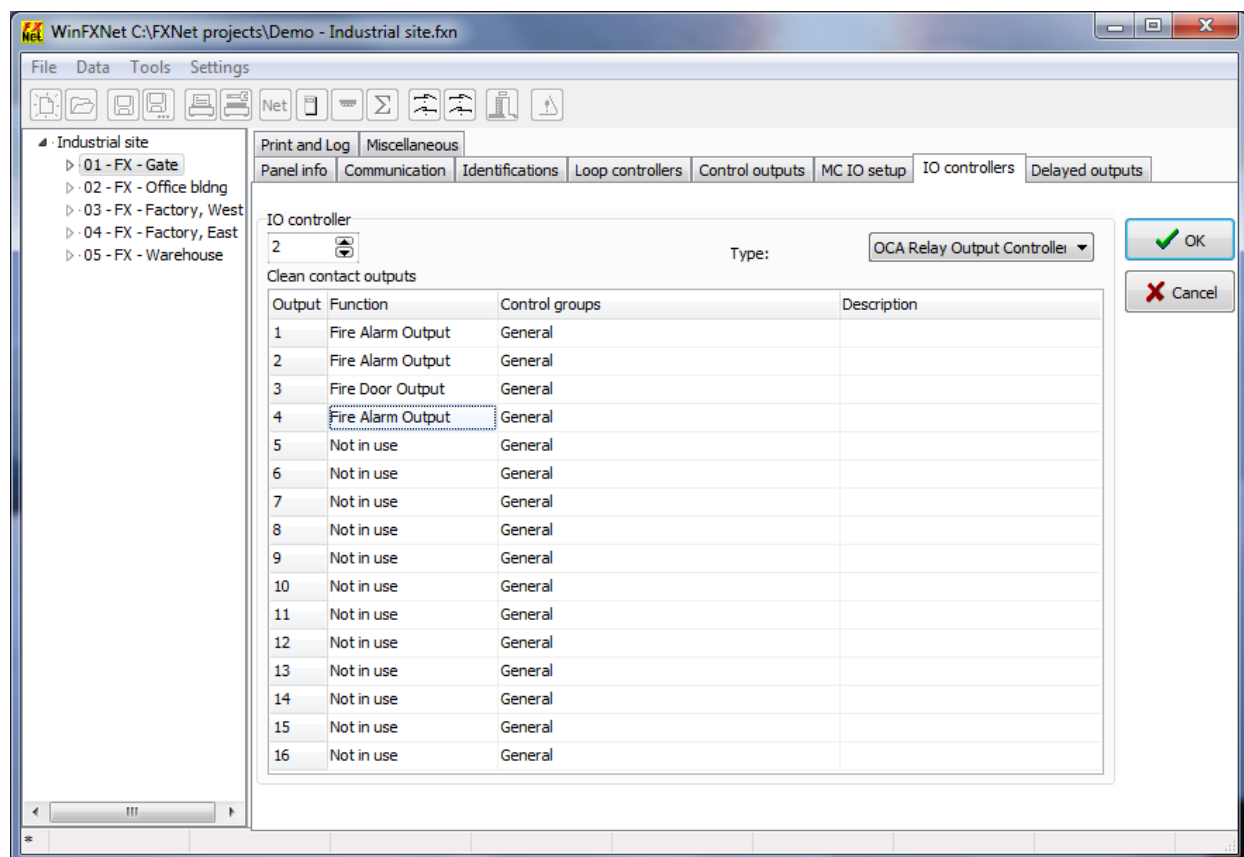 FX Net WinFXNet C:\FXNet projects\Demo - Industrial site.fxn
File Data Tools Settings
Net
Industrial site
01 - FX - Gate
02 - FX - Office bldng
03 - FX - Factory, West
04 - FX - Factory, East
05 - FX - Warehouse
Print and Log Miscellaneous
Panel info Communication Identifications Loop controllers Control outputs MC IO setup IO controllers Delayed outputs
IO controller
2 Type: OCA Relay Output Controller
Clean contact outputs
Output Function Control groups Description
1 Fire Alarm Output General
2 Fire Alarm Output General
3 Fire Door Output General
4 Fire Alarm Output General
5 Not in use General
6 Not in use General
7 Not in use General
8 Not in use General
9 Not in use General
10 Not in use General
11 Not in use General
12 Not in use General
13 Not in use General
14 Not in use General
15 Not in use General
16 Not in use General
OK
Cancel
*